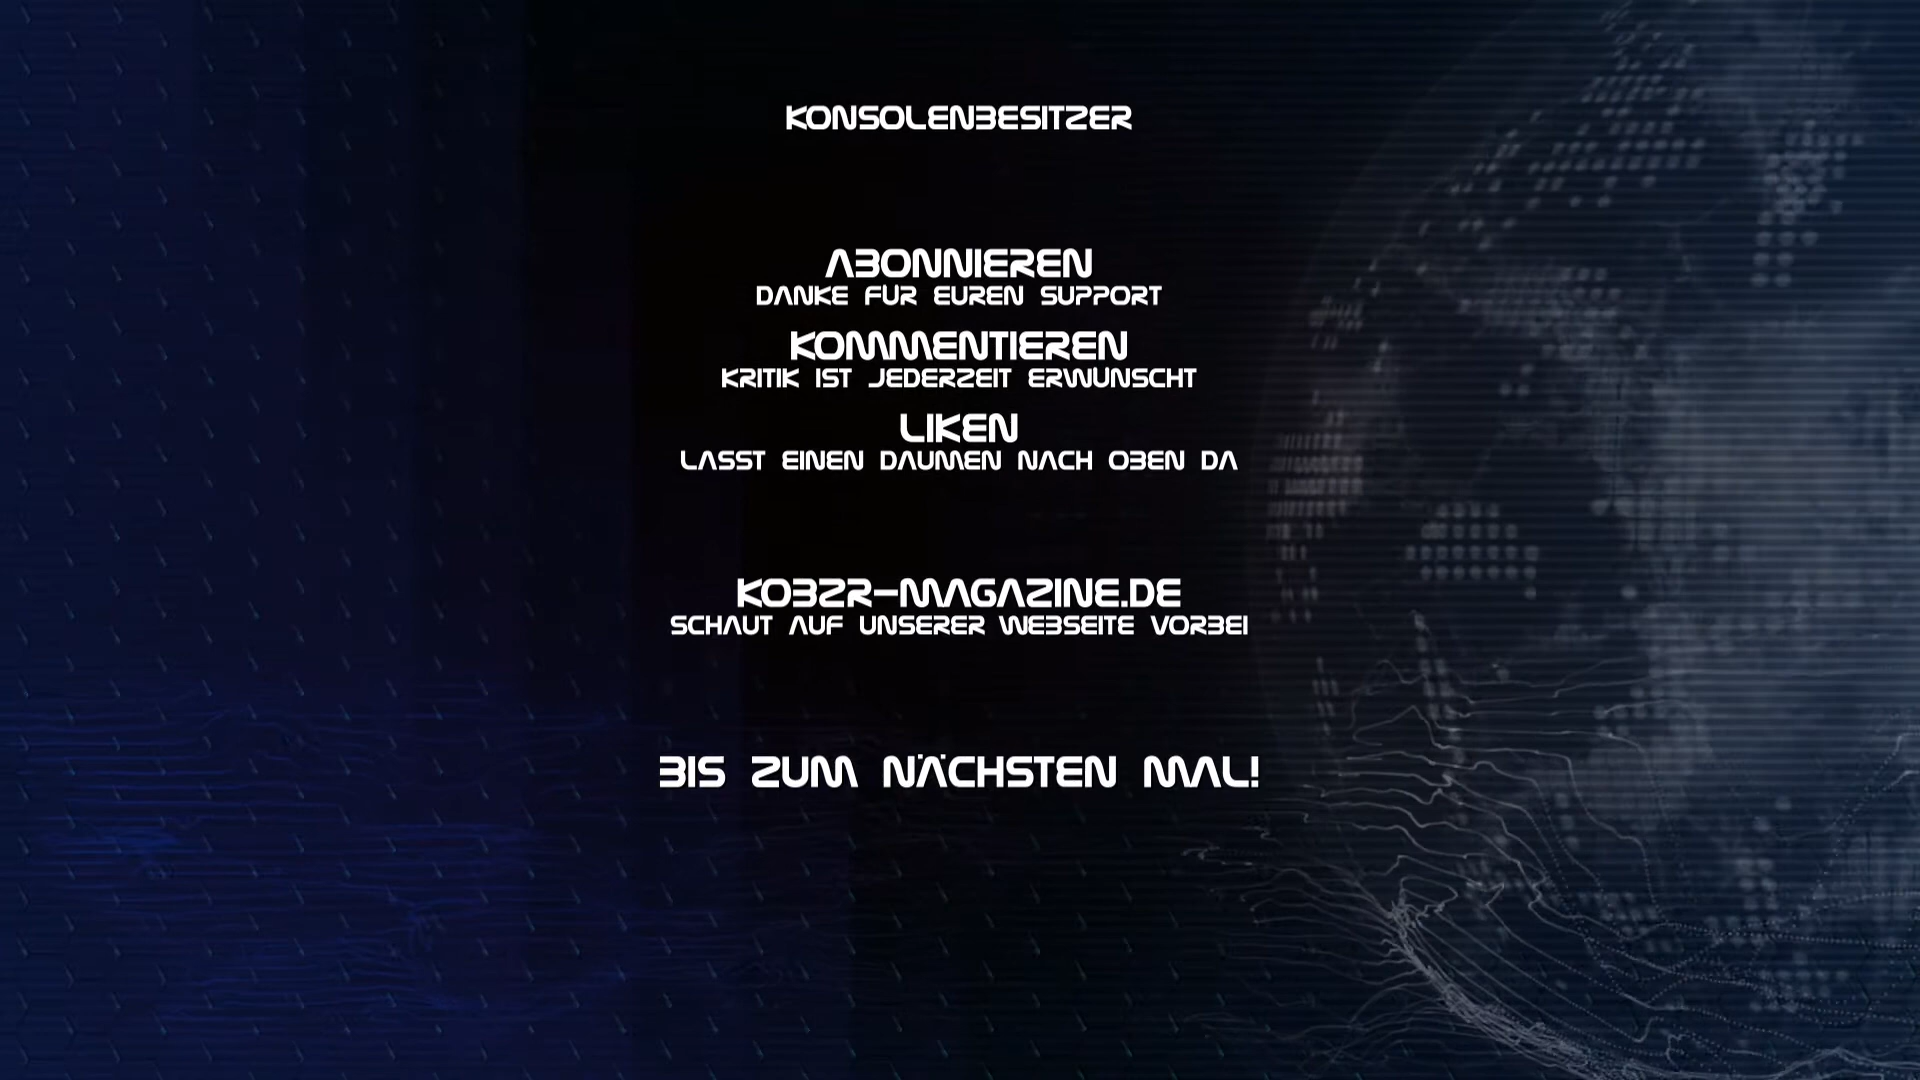 KONSOLENBESITZER
ABONNIEREN
DANKE FÜR EUREN SUPPORT
KOMMENTIEREN
KRITIK IST JEDERZEIT ERWÜNSCHT
LIKEN
LASST EINEN DAUMEN NACH OBEN DA
KOBZR-MAGAZINE.DE
SCHAUT AUF UNSERER WEBSEITE VORBEI
BIS ZUM NÄCHSTEN MAL!